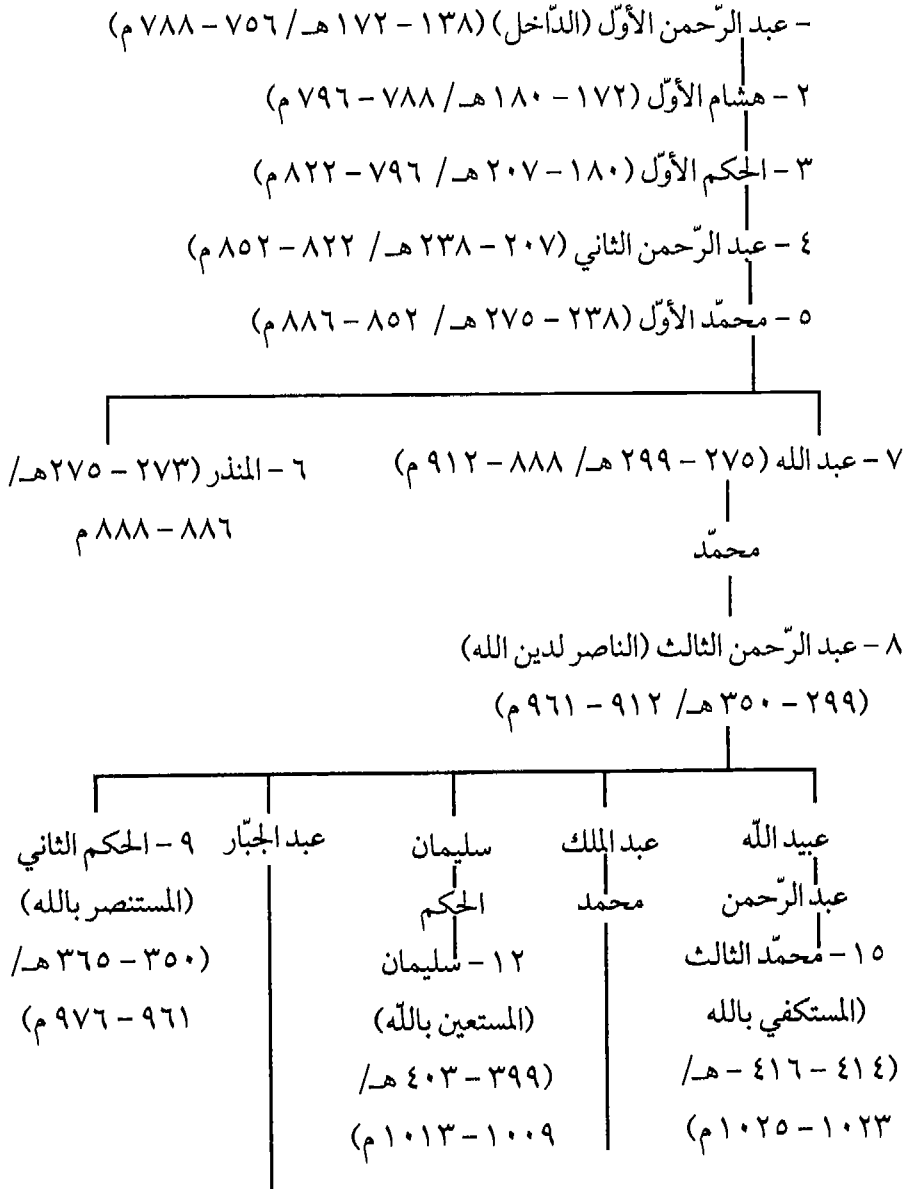 - عبد الرّحمن الأوّل (الدّاخل) (١٣٨ – ١٧٢ هـ/ ٧٥٦ – ٧٨٨ م)
٢ – هشام الأوّل (١٧٢ – ١٨٠ هـ/ ٧٨٨ – ٧٩٦ م)
٣ – الحكم الأوّل (١٨٠ – ٢٠٧ هـ/ ٧٩٦ – ٨٢٢ م)
٤ – عبد الرّحمن الثاني (٢٠٧ – ٢٣٨ هـ/ ٨٢٢ – ٨٥٢ م)
٥ – محمّد الأوّل (٢٣٨ – ٢٧٥ هـ/ ٨٥٢ – ٨٨٦ م)
٧ – عبد الله (٢٧٥ – ٢٩٩ هـ/ ٨٨٨ – ٩١٢ م)
محمّد
٦ – المنذر (٢٧٣ – ٢٧٥هـ/
٨٨٦ – ٨٨٨ م
٨ – عبد الرّحمن الثالث (الناصر لدين الله)
(٢٩٩ – ٣٥٠ هـ/ ٩١٢ – ٩٦١ م)
عبيد اللّه
عبد الرّحمن
١٥ – محمّد الثالث
(المستكفي بالله
(٤١٤ – ٤١٦ – هـ/
١٠٢٣ – ١٠٢٥ م)
عبد الملك
محمد
سليمان
الحكم
١٢ – سليمان
(المستعين باللّه)
(٣٩٩ – ٤٠٣ هـ/
١٠٠٩ – ١٠١٣ م)
عبد الجبّار
٩ – الحكم الثاني
(المستنصر بالله)
(٣٥٠ – ٣٦٥ هـ/
٩٦١ – ٩٧٦ م)